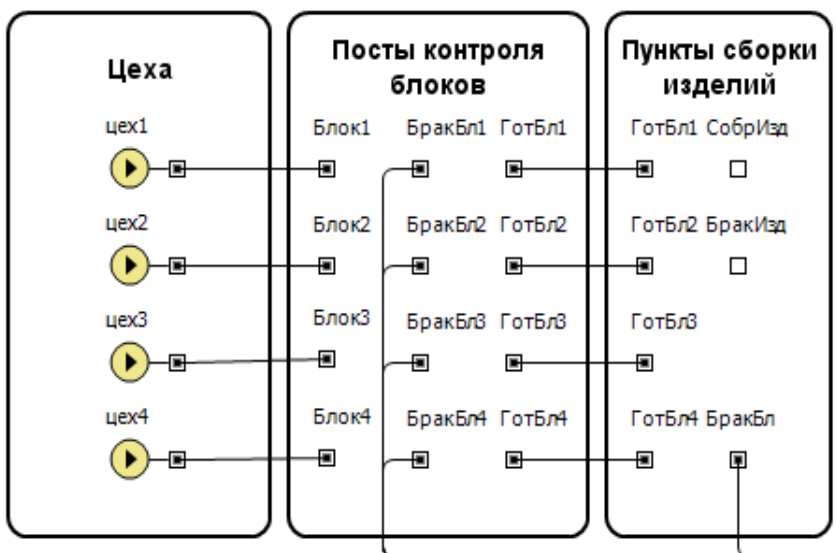 Цеха
цех1
цех2
цех3
цех4
Посты контроля
блоков
Блок1 БракБл1 ГотБл1
Блок2 БракБл2 ГотБл2
Блок3 БракБл3 ГотБл3
Блок4 БракБл4 ГотБл4
Пункты сборки
изделий
ГотБл1 СобрИзд
ГотБл2 БракИзд
ГотБл3
ГотБл4 БракБл